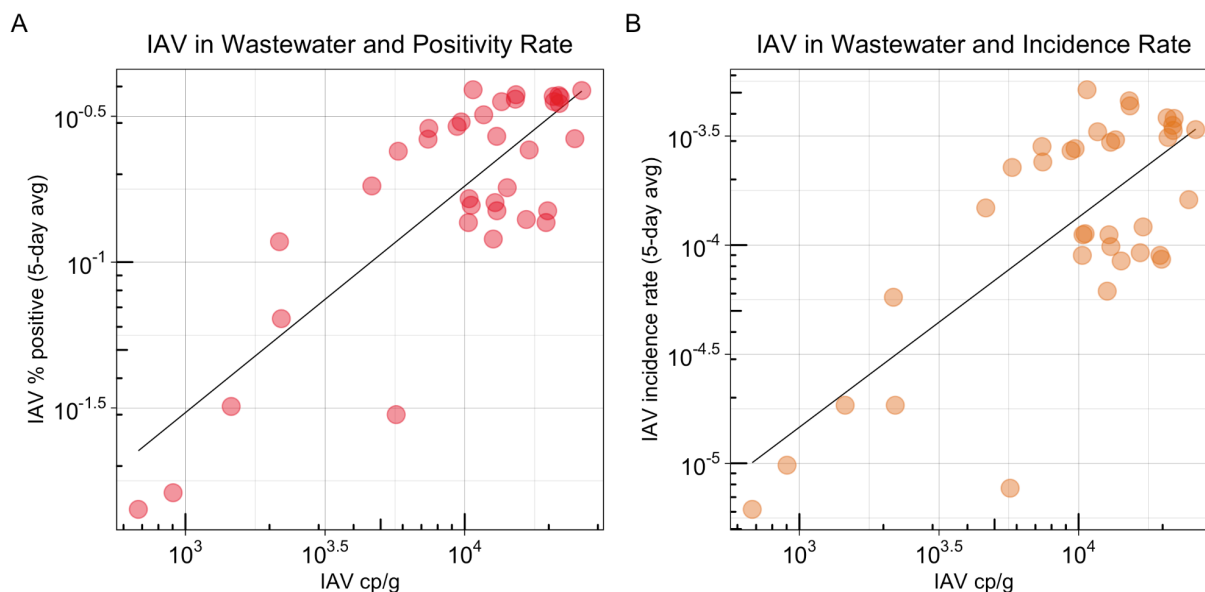 A
IAV in Wastewater and Positivity Rate
IAV % positive (5-day avg)
10^-0.5
10^-1
10^-1.5
10^3
10^3.5
10^4
IAV cp/g
B
IAV in Wastewater and Incidence Rate
IAV incidence rate (5-day avg)
10^-3.5
10^-4
10^-4.5
10^-5
10^3
10^3.5
10^4
IAV cp/g